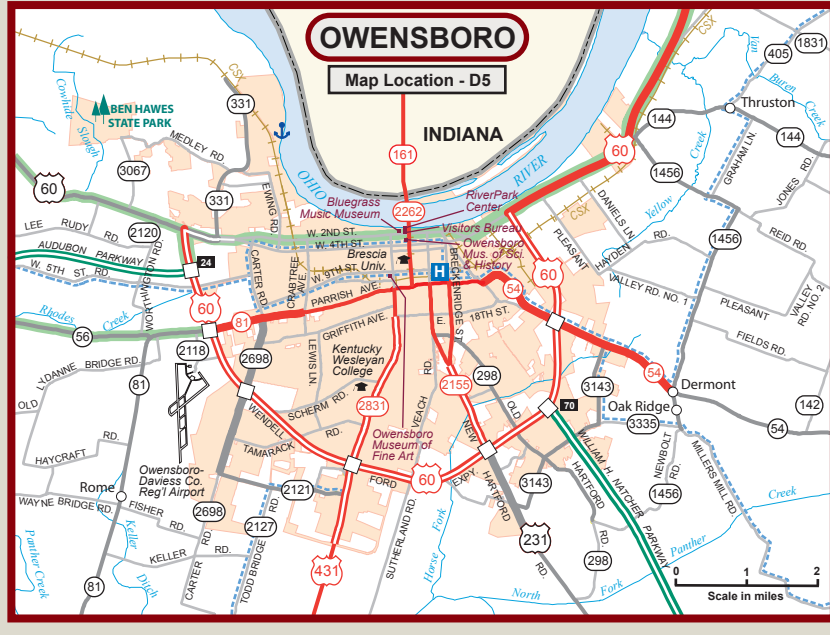 OWENSBORO
Map Location - D5
INDIANA
OHIO
RIVER
CSX
CSX
CSX
BEN HAWES
STATE PARK
Cowhide
Slough
MEDLEY RD.
331
331
3067
EWING RD.
161
2262
Bluegrass
Music Museum
RiverPark
Center
Visitors Bureau
Owensboro
Mus. of Sci.
& History
60
144
144
405
1831
Van
Buren
Creek
Thruston
GRAHAM LN.
JONES RD.
1456
Creek
Yellow
DANIELS LN.
PLEASANT
HAYDEN RD.
1456
REID RD.
VALLEY RD. NO. 1
PLEASANT
VALLEY
RD. NO. 2
FIELDS RD.
60
LEE RUDY RD.
2120
AUDUBON PARKWAY
W. 5TH ST. RD.
24
WORTHINGTON RD.
Rhodes
Creek
60
56
81
W. 2ND ST.
W. 4TH ST.
W. 9TH ST.
Brescia
Univ.
H
CARTER RD.
CRABTREE
AVE.
PARRISH AVE.
GRIFFITH AVE.
BRECKENRIDGE ST.
E. 18TH ST.
54
60
LYDANNE BRIDGE RD.
OLD
81
2118
2698
LEWIS LN.
Kentucky
Wesleyan
College
SCHERM RD.
TAMARACK RD.
WENDELL
FORD
EXPY.
2831
VEACH RD.
2155
298
OLD
HARTFORD
RD.
NEW
HARTFORD
RD.
Owensboro
Museum of
Fine Art
3143
54
Dermont
Oak Ridge
3335
70
142
54
HAYCRAFT RD.
Rome
WAYNE BRIDGE RD.
FISHER RD.
KELLER RD.
Keller
Ditch
Panther Creek
81
Owensboro-
Daviess Co.
Reg'l Airport
2698
CARTER RD.
2127
TODD BRIDGE RD.
2121
431
60
SUTHERLAND RD.
Horse
Fork
231
3143
298
WILLIAM H. NATCHER PARKWAY
NEWBOLT RD.
1456
MILLERS MILL RD.
North
Fork
Panther
Creek
0 1 2
Scale in miles